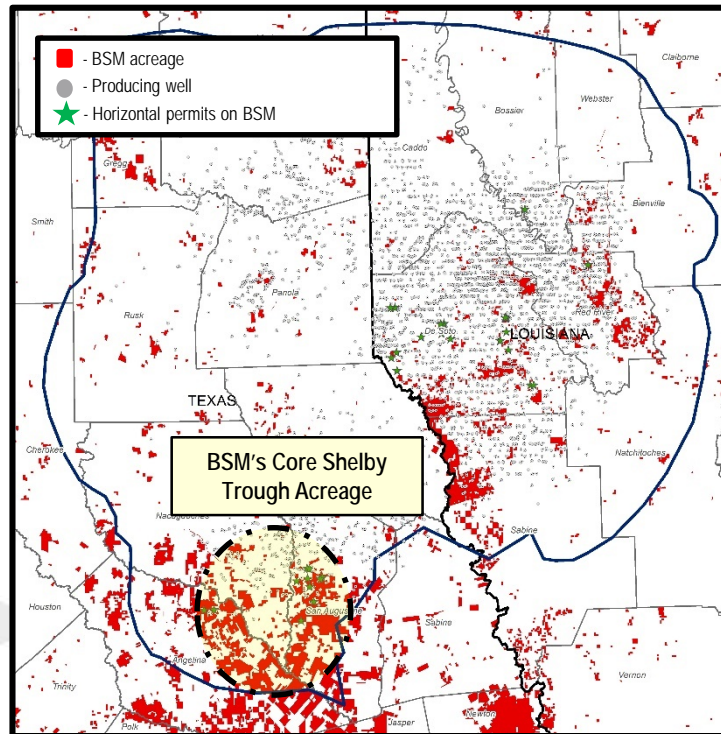 - BSM acreage
- Producing well
- Horizontal permits on BSM
Claiborne
Webster
Bossier
Caddo
Gregg
Bienville
Smith
Panola
Rusk
Red River
De Soto
LOUISIANA
TEXAS
Cherokee
Natchitoches
BSM's Core Shelby
Trough Acreage
Nacogdoches
Sabine
Houston
San Augustine
Sabine
Angelina
Vernon
Trinity
Newton
Jasper
Polk